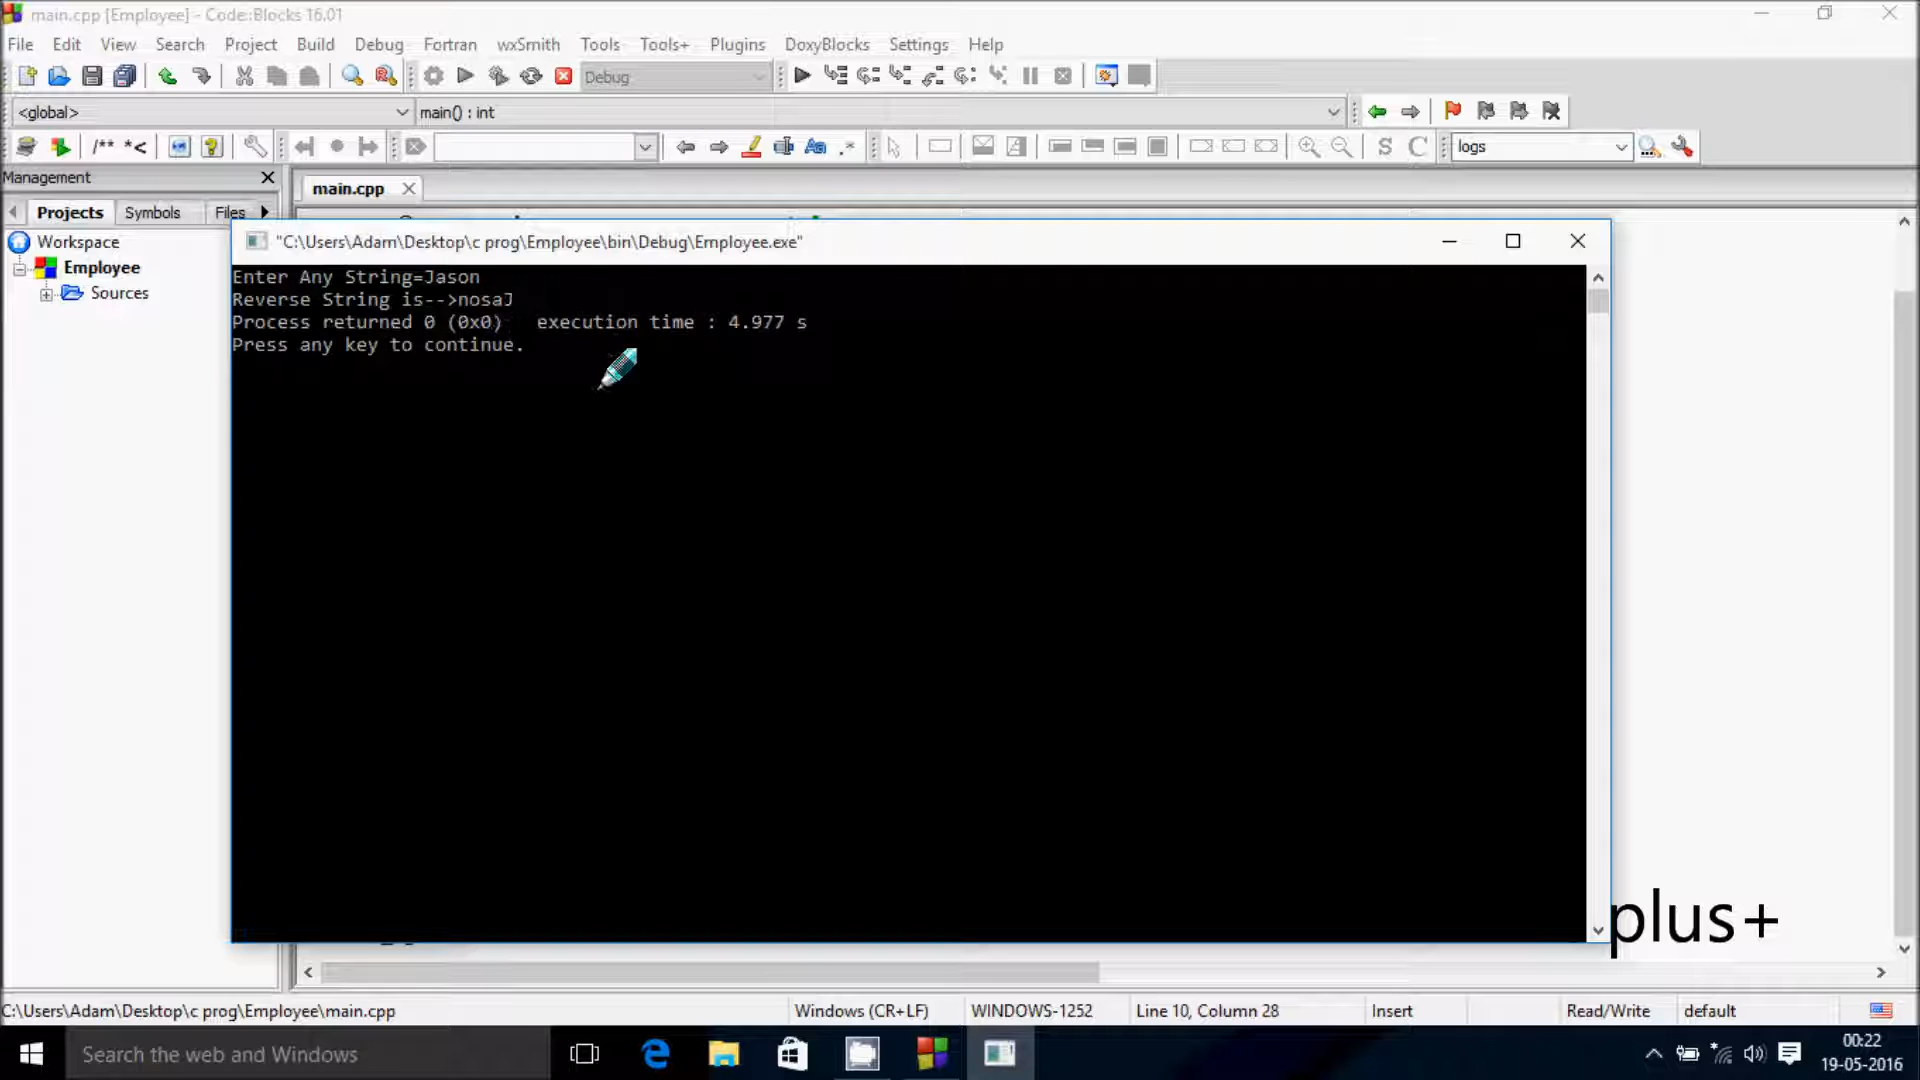 main.cpp [Employee] - Code::Blocks 16.01
File Edit View Search Project Build Debug Fortran wxSmith Tools Tools+ Plugins DoxyBlocks Settings Help
Debug
<global> main() : int
/** *< Aa .* S C logs
Management
main.cpp
Projects Symbols Files
Workspace
Employee
Sources
"C:\Users\Adam\Desktop\c prog\Employee\bin\Debug\Employee.exe"
Enter Any String=Jason
Reverse String is-->nosaJ
Process returned 0 (0x0) execution time : 4.977 s
Press any key to continue.
plus+
C:\Users\Adam\Desktop\c prog\Employee\main.cpp Windows (CR+LF) WINDOWS-1252 Line 10, Column 28 Insert Read/Write default
Search the web and Windows
00:22
19-05-2016